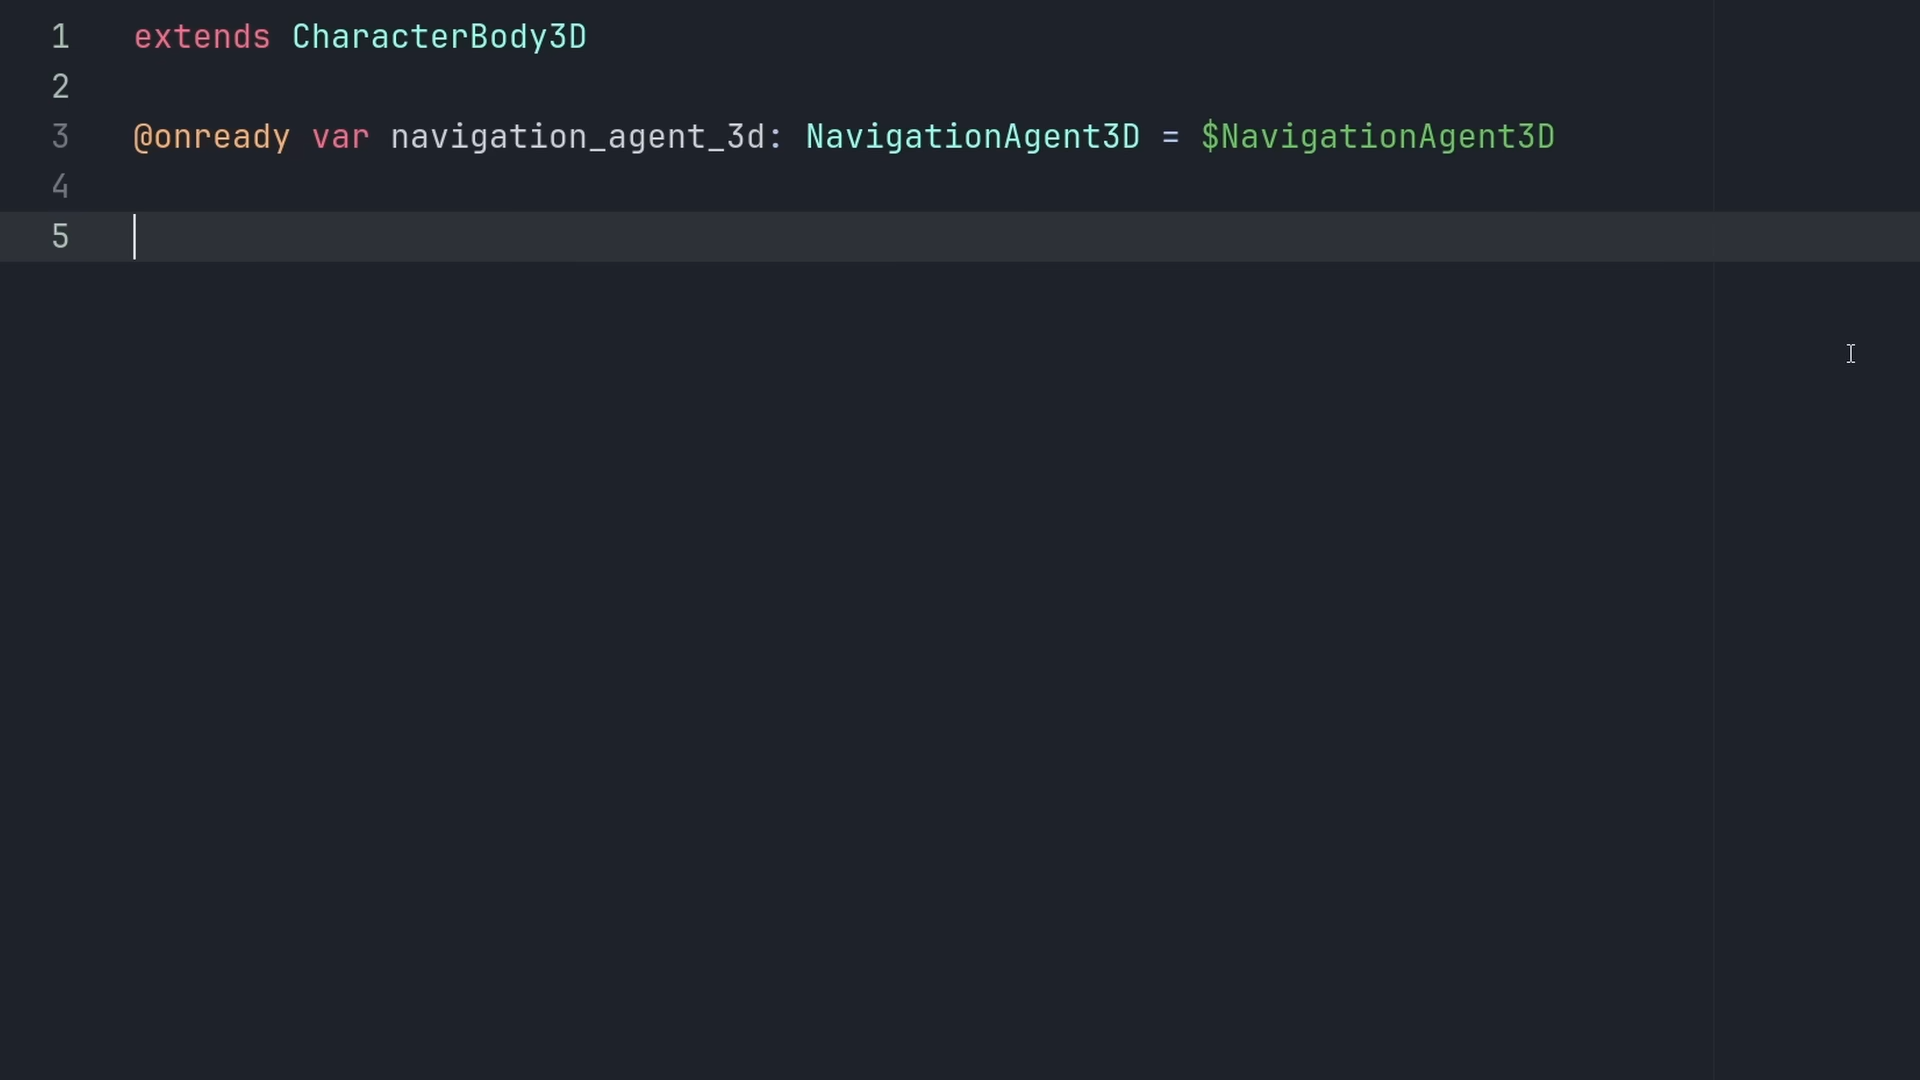 1 extends CharacterBody3D
2
3 @onready var navigation_agent_3d: NavigationAgent3D = $NavigationAgent3D
4
5